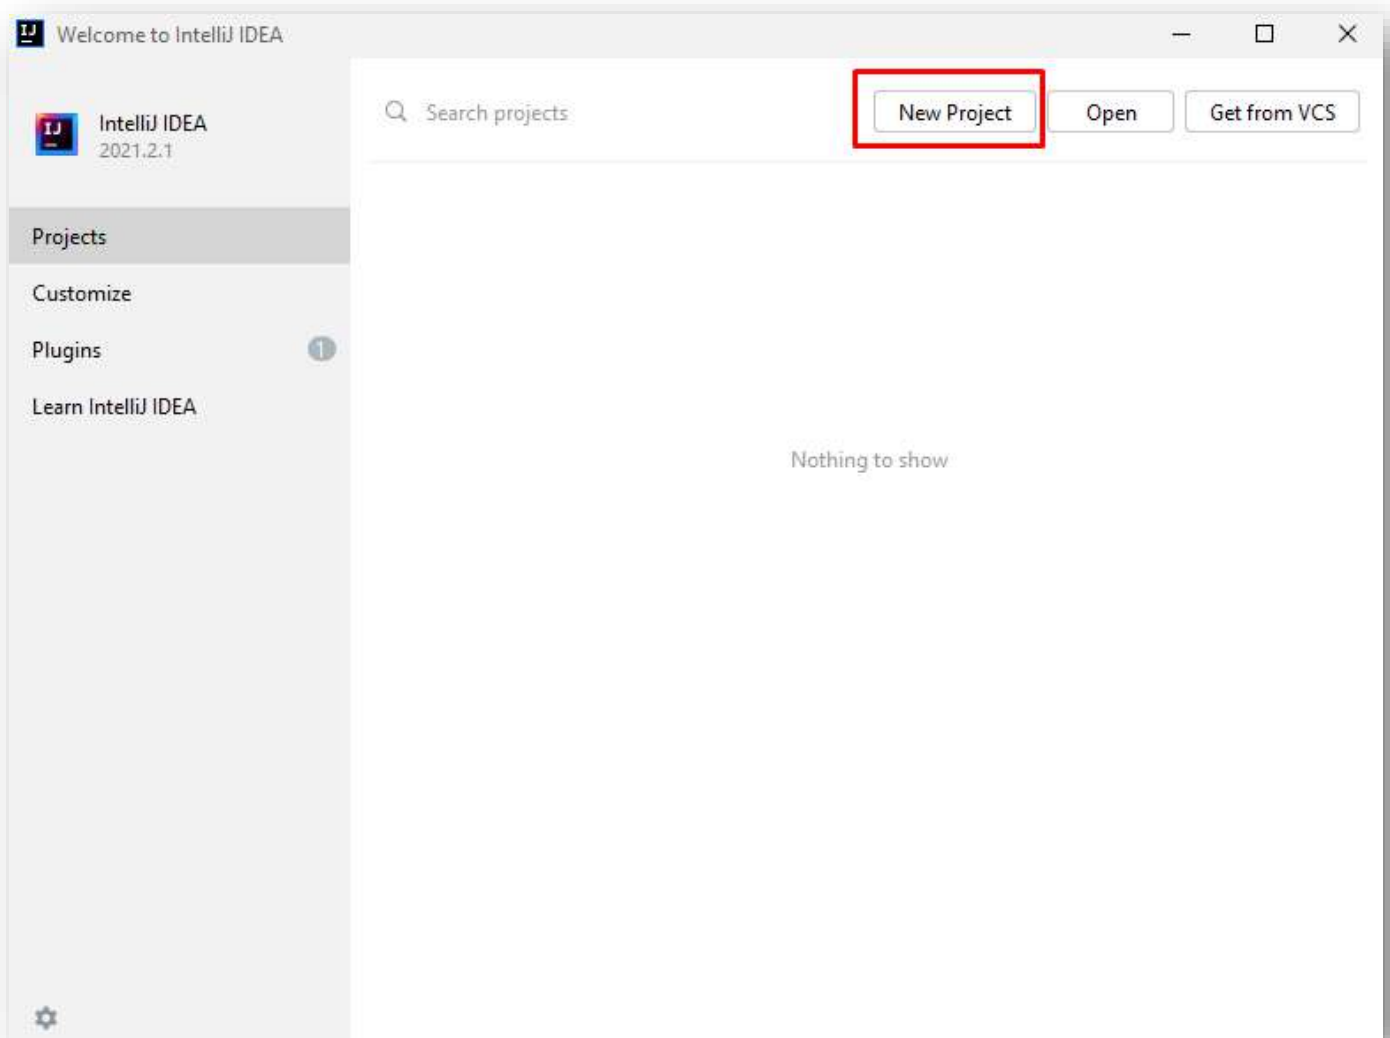 Welcome to IntelliJ IDEA
IntelliJ IDEA
2021.2.1
Search projects
New Project
Open
Get from VCS
Projects
Customize
Plugins
1
Learn IntelliJ IDEA
Nothing to show